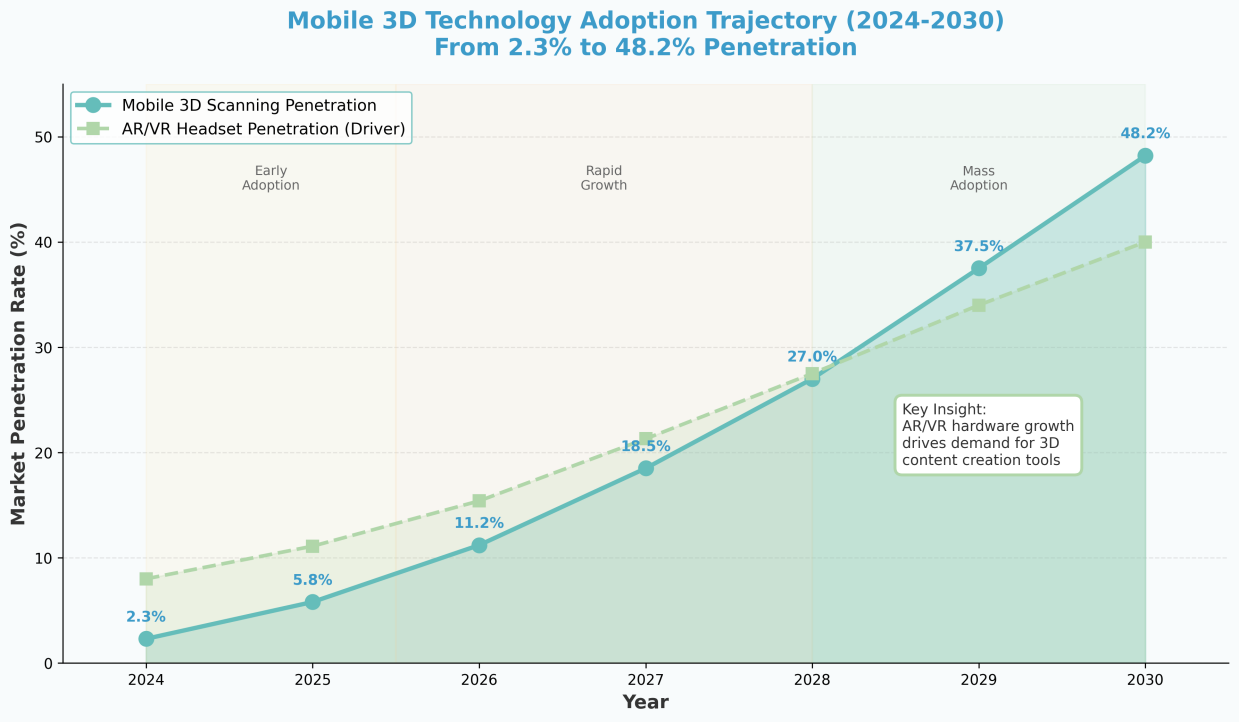 Mobile 3D Technology Adoption Trajectory (2024-2030)
From 2.3% to 48.2% Penetration
Mobile 3D Scanning Penetration
AR/VR Headset Penetration (Driver)
Early
Adoption
Rapid
Growth
Mass
Adoption
Market Penetration Rate (%)
50
40
30
20
10
0
2.3%
5.8%
11.2%
18.5%
27.0%
37.5%
48.2%
Key Insight:
AR/VR hardware growth
drives demand for 3D
content creation tools
2024
2025
2026
2027
2028
2029
2030
Year